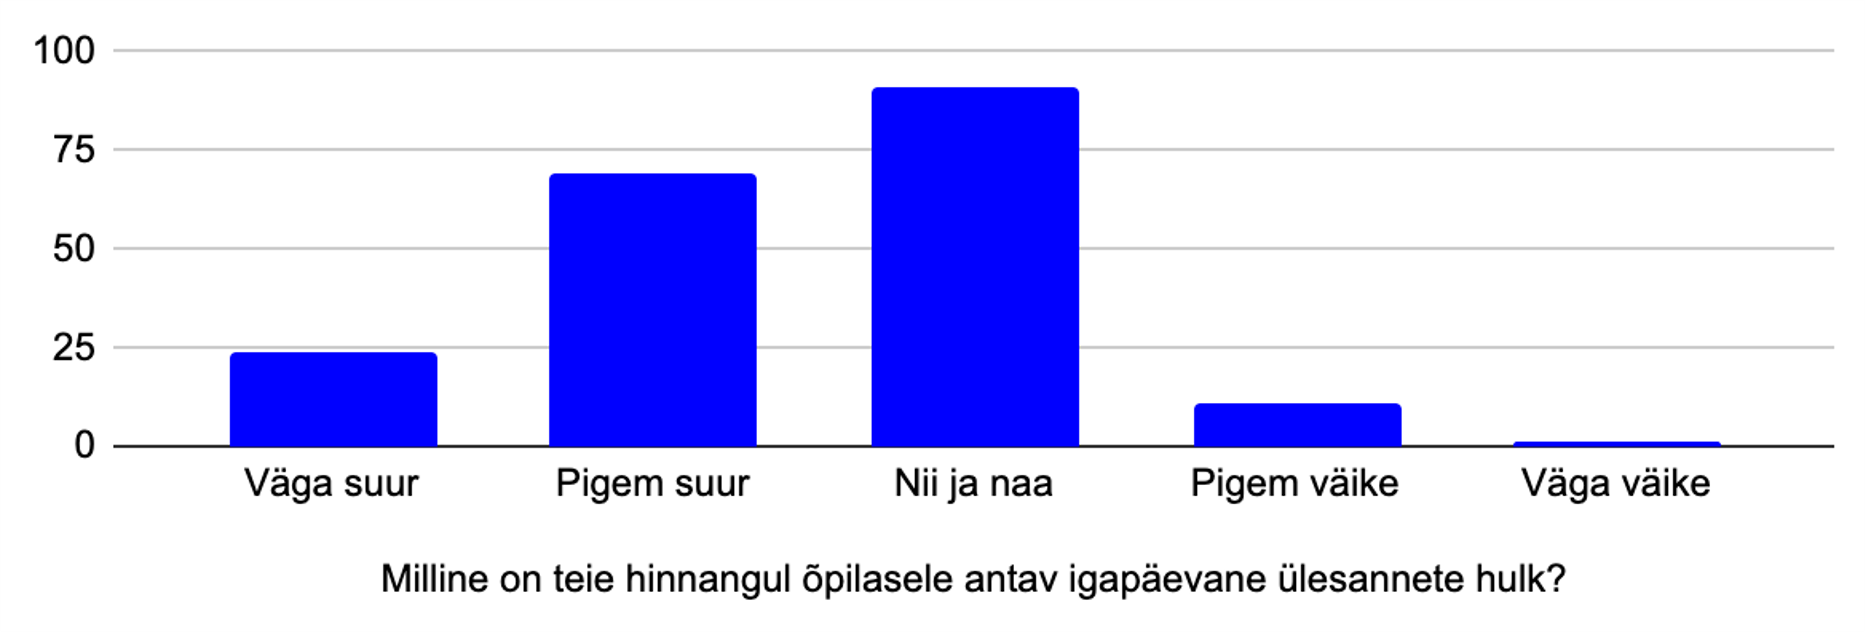 100
75
50
25
0
Väga suur Pigem suur Nii ja naa Pigem väike Väga väike
Milline on teie hinnangul õpilasele antav igapäevane ülesannete hulk?